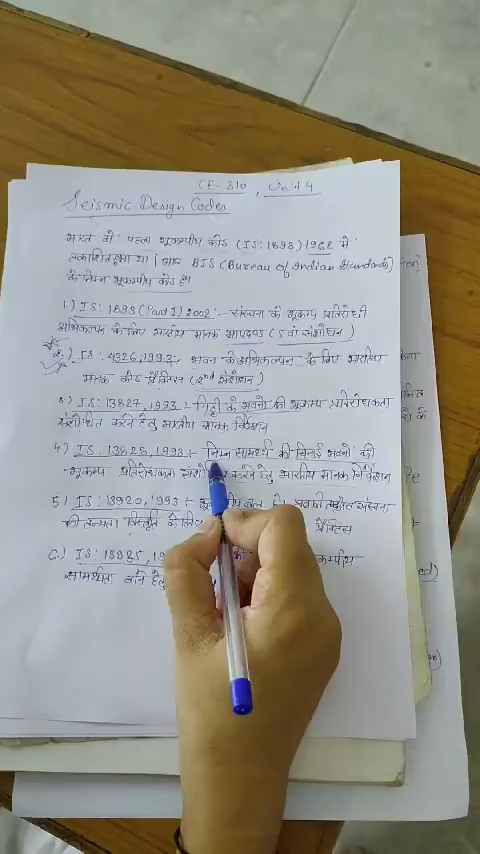 CE-310, Unit 4
Seismic Design Codes
भारत की पहला भूकम्पीय कोड (IS: 1893) 1962 में
प्रकाशित हुआ था। BIS (Bureau of Indian Standards)
के निम्न भूकम्पीय कोड है।
1.) IS: 1893 (Part I) 2002 :- संरचना के भूकम्प प्रतिरोधी
अभिकल्पन के लिए भारतीय मानक मापदण्ड (5 वा संशोधन)
2.) IS: 4326, 1993 :- भवन के अभिकल्पन के लिए भारतीय
मानक कोड प्रैक्टिस (2nd संशोधन)
3.) IS: 13827, 1993 :- मिट्टी के भवनो की भूकम्प प्रतिरोधकता
संशोधित करने हेतु भारतीय मानक निर्देशन
4.) IS: 13828, 1993 :- निम्न सामर्थ्य की चिनाई भवनो की
भूकम्प प्रतिरोधकता करने हेतु भारतीय मानक निर्देशन
5.) IS: 13920, 1993 :- संरचना
की तन्यता के लिए प्रैक्टिस
6.) IS: 13935, 19
सामर्थ्यता करने हेतु